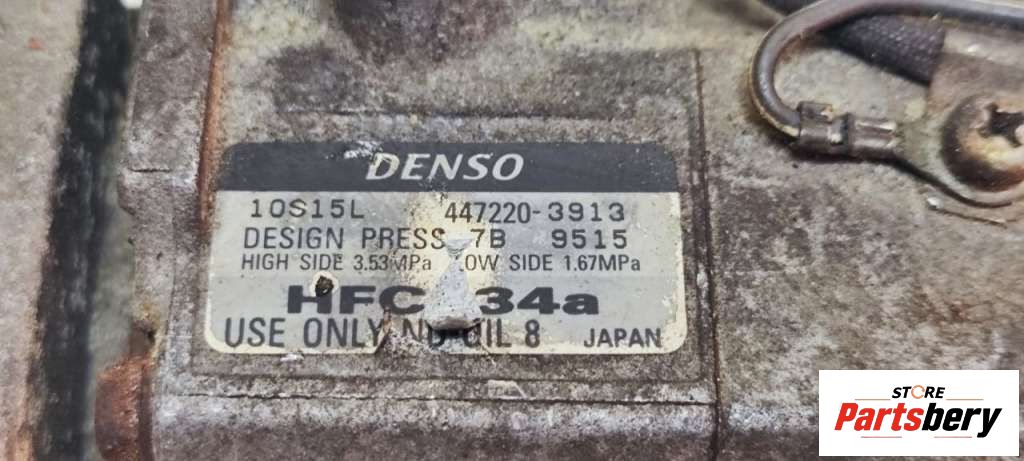 DENSO
10S15L 447220-3913
DESIGN PRESS 7B 9515
HIGH SIDE 3.53MPa OW SIDE 1.67MPa
HFC 34a
USE ONLY ND-OIL 8 JAPAN
STORE
Partsbery